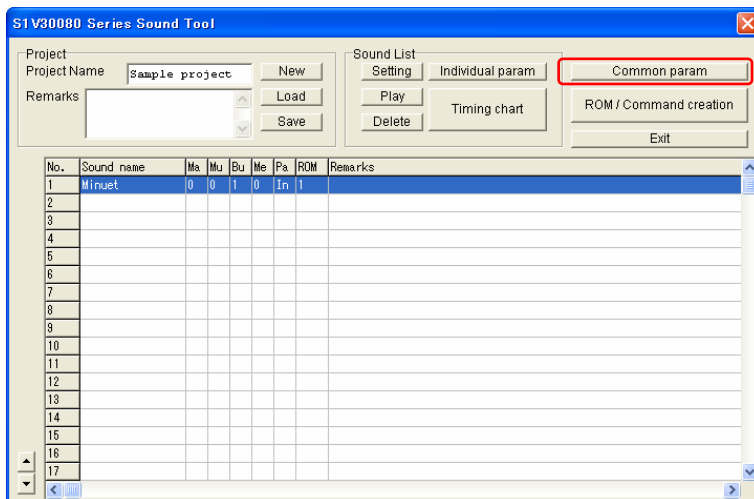 S1V30080 Series Sound Tool
Project
Project Name Sample project New
Remarks Load
Save
Sound List
Setting Individual param
Play Timing chart
Delete
Common param
ROM / Command creation
Exit
No. Sound name Ma Mu Bu Me Pa ROM Remarks
1 Minuet 0 0 1 0 In 1
2
3
4
5
6
7
8
9
10
11
12
13
14
15
16
17